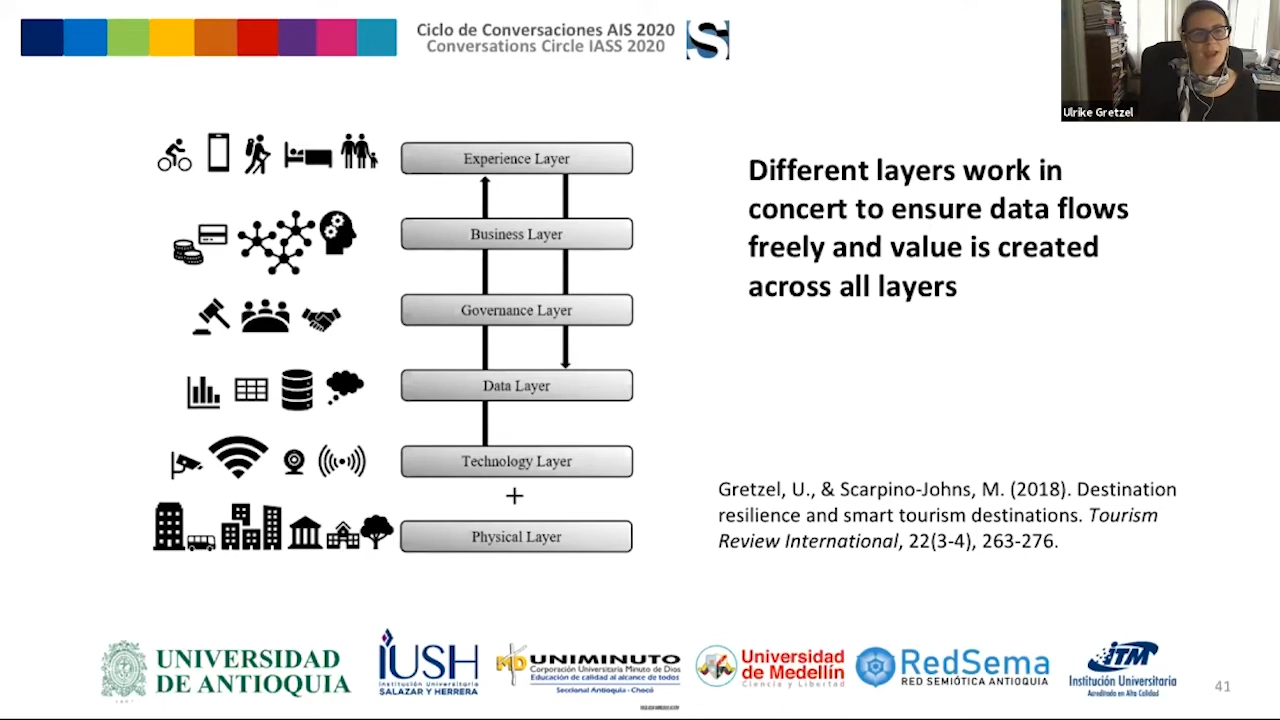 Ciclo de Conversaciones AIS 2020
Conversations Circle IASS 2020
Ulrike Gretzel
Experience Layer
Business Layer
Governance Layer
Data Layer
Technology Layer
+
Physical Layer
Different layers work in
concert to ensure data flows
freely and value is created
across all layers
Gretzel, U., & Scarpino-Johns, M. (2018). Destination
resilience and smart tourism destinations. Tourism
Review International, 22(3-4), 263-276.
UNIVERSIDAD
DE ANTIOQUIA
IUSH
Institución Universitaria
SALAZAR Y HERRERA
MD UNIMINUTO
Corporación Universitaria Minuto de Dios
Educación de calidad al alcance de todos
Seccional Antioquia - Chocó
Universidad
de Medellín
Ciencia y Libertad
RedSema
RED SEMIÓTICA ANTIOQUIA
iTM
Institución Universitaria
Acreditada en Alta Calidad
41